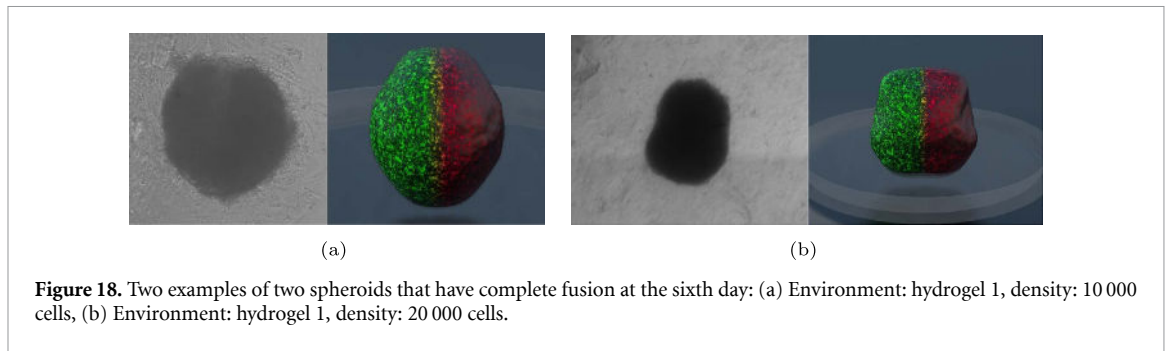 (a)
(b)
Figure 18. Two examples of two spheroids that have complete fusion at the sixth day: (a) Environment: hydrogel 1, density: 10 000
cells, (b) Environment: hydrogel 1, density: 20 000 cells.